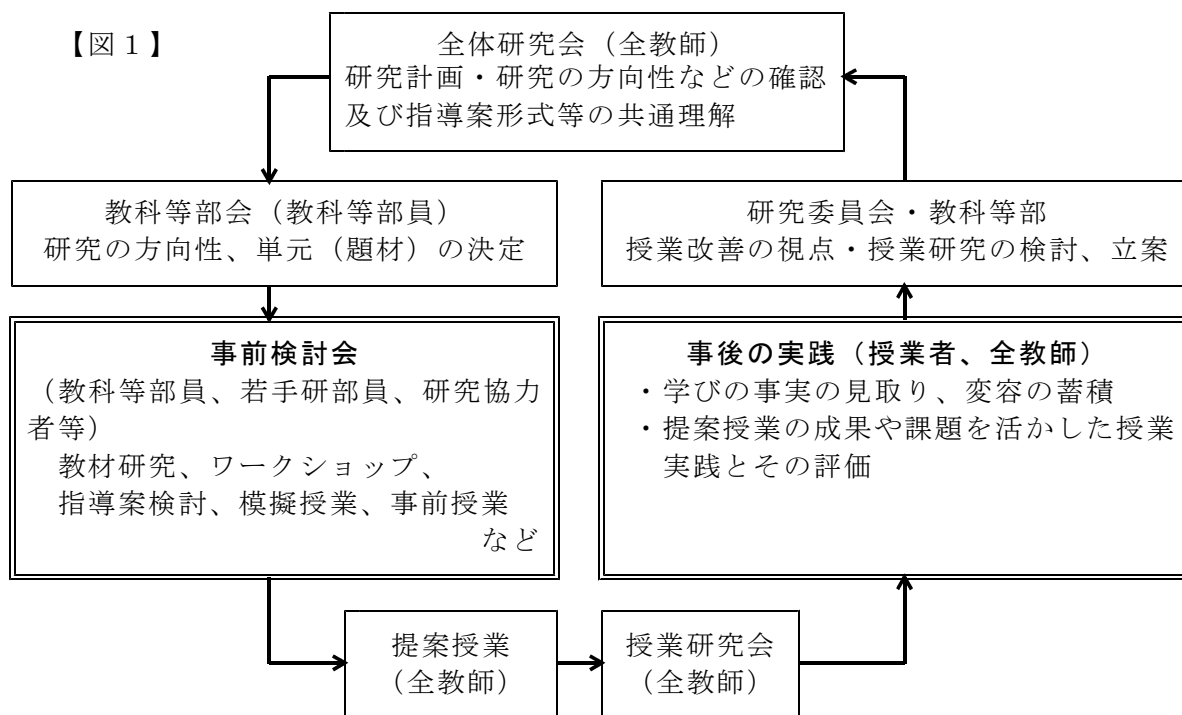 【図１】
全体研究会（全教師）
研究計画・研究の方向性などの確認
及び指導案形式等の共通理解
教科等部会（教科等部員）
研究の方向性、単元（題材）の決定
事前検討会
（教科等部員、若手研部員、研究協力
者等）
教材研究、ワークショップ、
指導案検討、模擬授業、事前授業
など
提案授業
（全教師）
授業研究会
（全教師）
事後の実践（授業者、全教師）
・学びの事実の見取り、変容の蓄積
・提案授業の成果や課題を活かした授業
実践とその評価
研究委員会・教科等部
授業改善の視点・授業研究の検討、立案